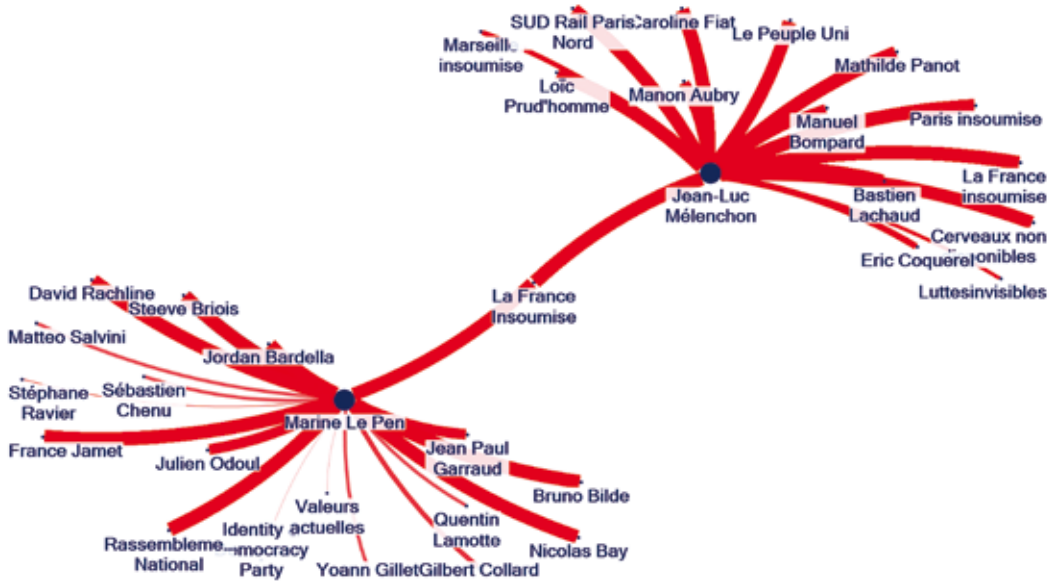 SUD Rail Paris
Nord
Caroline Fiat
Le Peuple Uni
Marseille
insoumise
Loïc
Prud'homme
Manon Aubry
Mathilde Panot
Manuel
Bompard
Paris insoumise
La France
insoumise
Jean-Luc
Mélenchon
Bastien
Lachaud
Cerveaux non
Eric Coquerel
Luttesinvisibles
La France
Insoumise
David Rachline
Steeve Briois
Matteo Salvini
Jordan Bardella
Stéphane
Ravier
Sébastien
Chenu
Marine Le Pen
France Jamet
Julien Odoul
Jean Paul
Garraud
Bruno Bilde
Valeurs
actuelles
Quentin
Lamotte
Nicolas Bay
Rassembleme...
National
Identity
Party
Yoann Gillet
Gilbert Collard